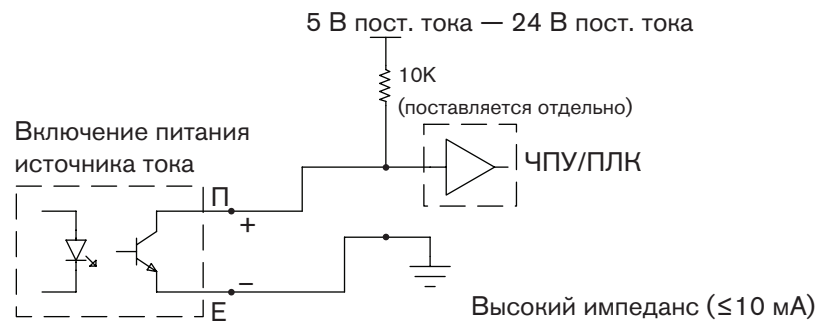 5 В пост. тока — 24 В пост. тока
10K
(поставляется отдельно)
Включение питания
источника тока
ЧПУ/ПЛК
П
+
–
Е
Высокий импеданс (≤10 мА)